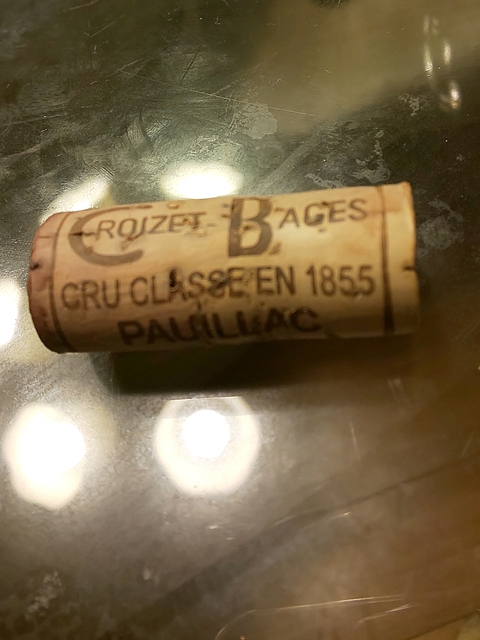 CROIZET BAGES
CRU CLASSE EN 1855
PAUILLAC